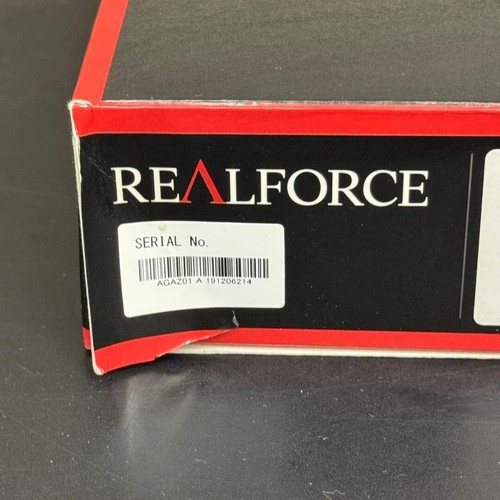 REALFORCE
SERIAL No.
AGAZ01 A 191206214